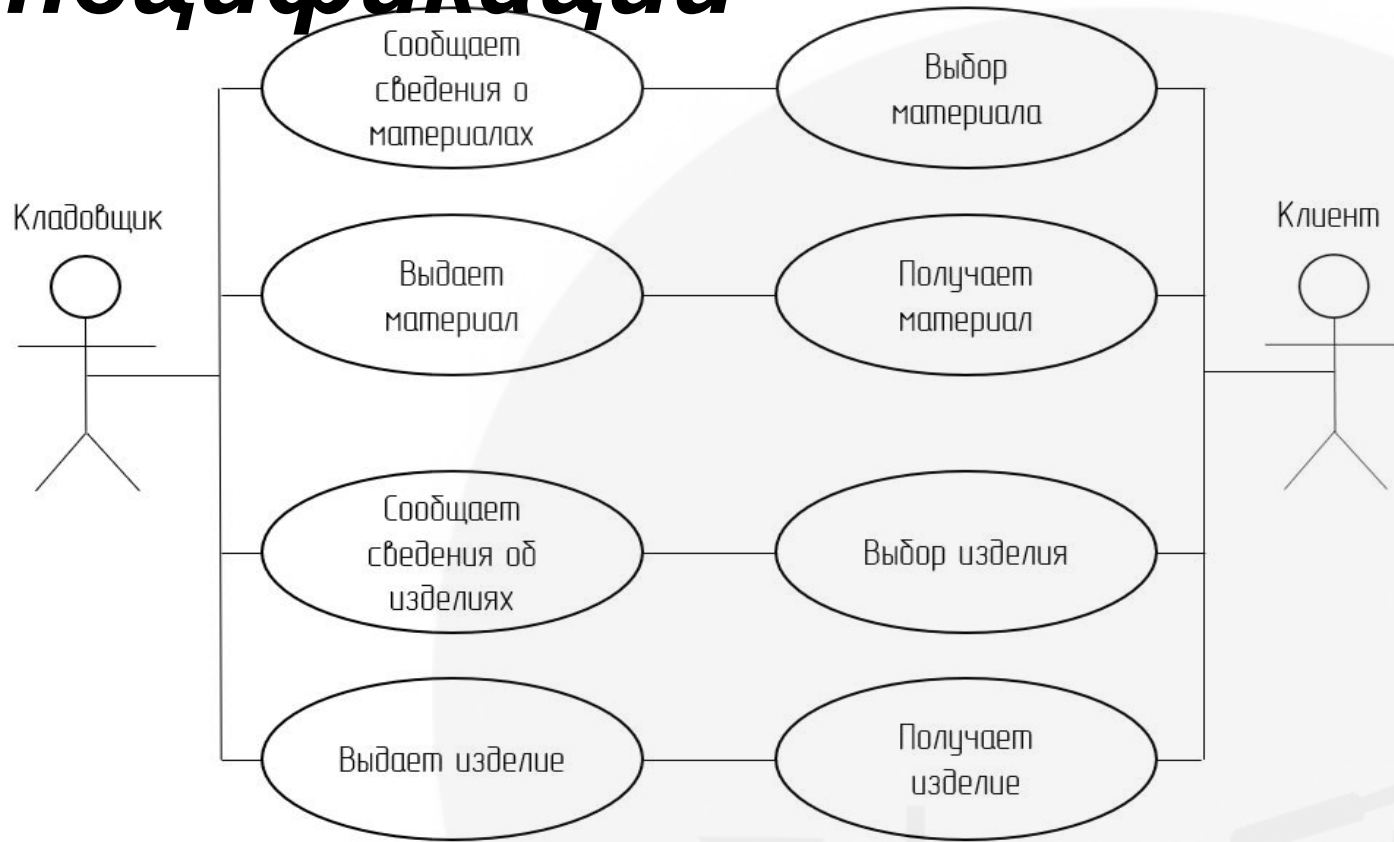 Сообщает
сведения о
материалах
Выбор
материала
Кладовщик
Клиент
Выдает
материал
Получает
материал
Сообщает
сведения об
изделиях
Выбор изделия
Выдает изделие
Получает
изделие